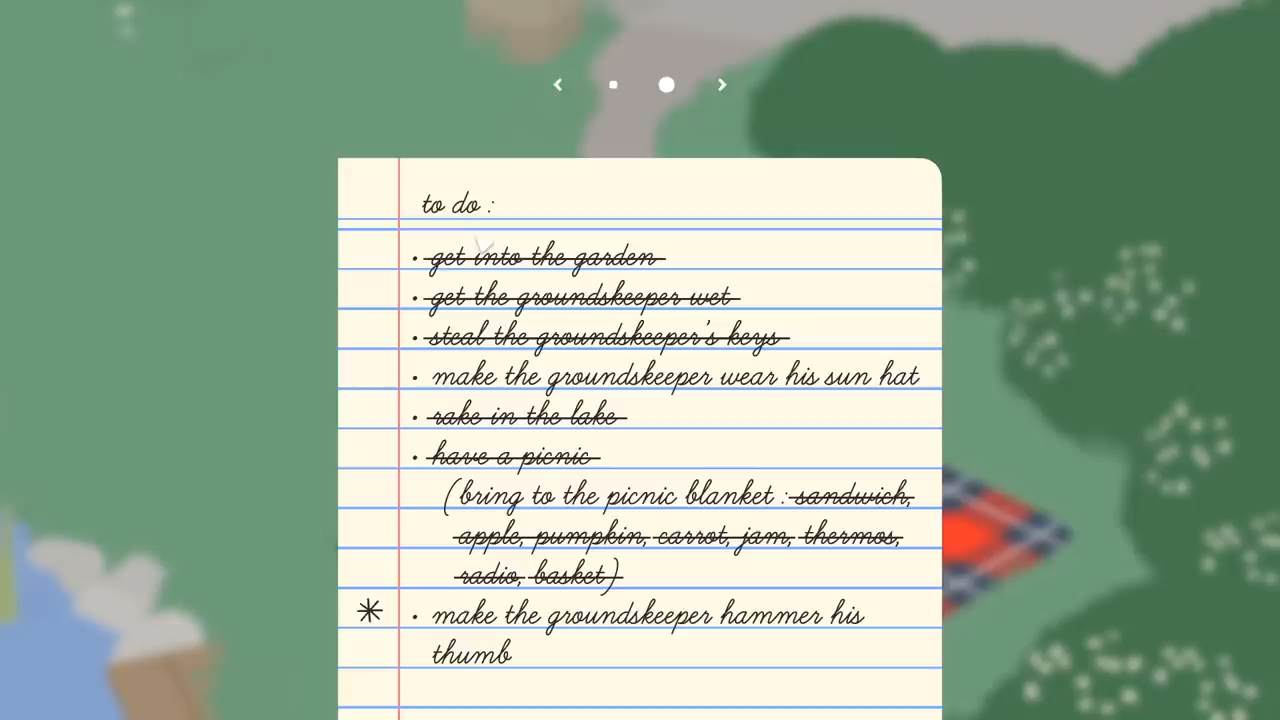 to do :
• get into the garden
• get the groundskeeper wet
• steal the groundskeeper's keys
• make the groundskeeper wear his sun hat
• rake in the lake
• have a picnic
(bring to the picnic blanket : sandwich,
apple, pumpkin, carrot, jam, thermos,
radio, basket)
• make the groundskeeper hammer his
thumb